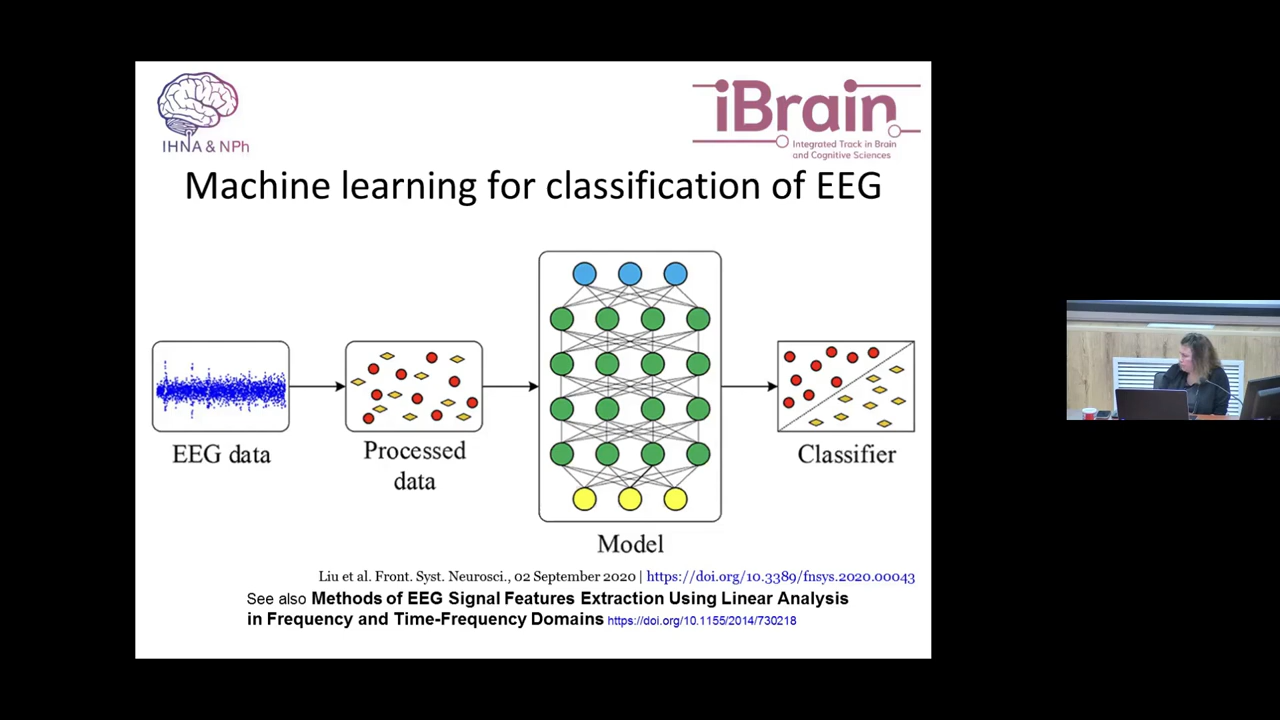 IHNA & NPh
iBrain
Integrated Track in Brain
and Cognitive Sciences
Machine learning for classification of EEG
EEG data
Processed
data
Model
Classifier
Liu et al. Front. Syst. Neurosci., 02 September 2020 | https://doi.org/10.3389/fnsys.2020.00043
See also Methods of EEG Signal Features Extraction Using Linear Analysis
in Frequency and Time-Frequency Domains https://doi.org/10.1155/2014/730218